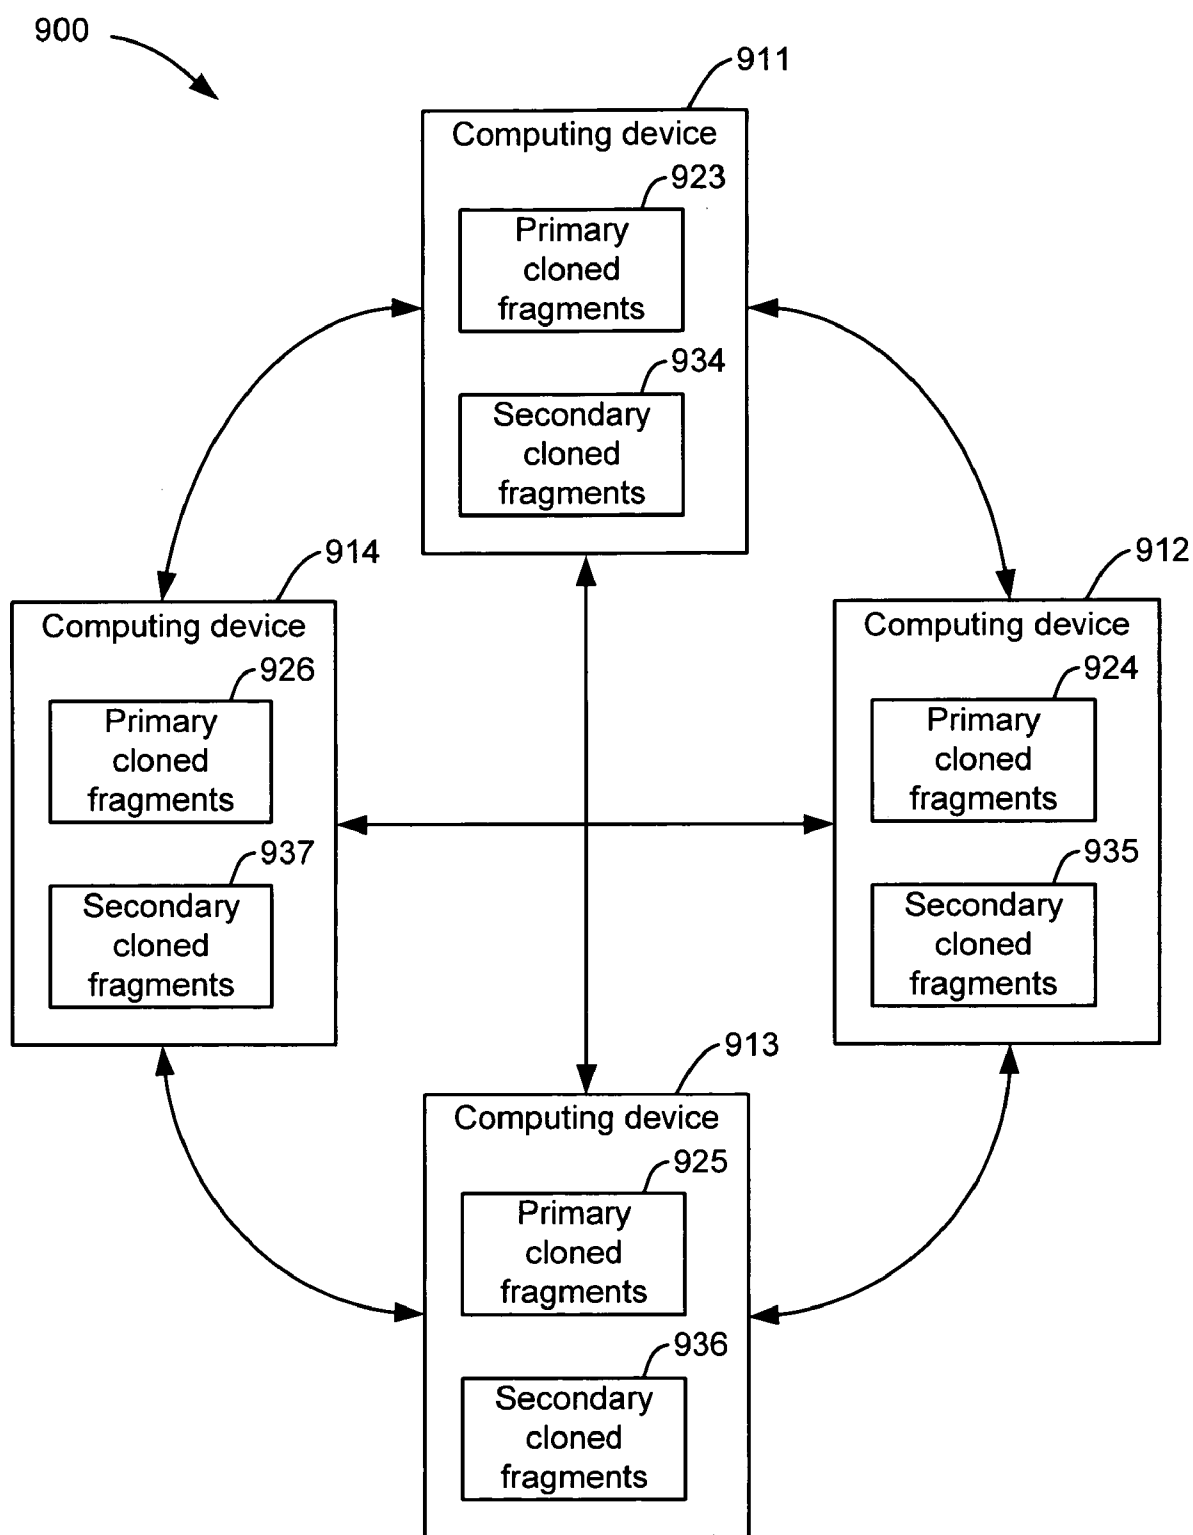 900
911
Computing device
923
Primary
cloned
fragments
934
Secondary
cloned
fragments
914
Computing device
926
Primary
cloned
fragments
937
Secondary
cloned
fragments
912
Computing device
924
Primary
cloned
fragments
935
Secondary
cloned
fragments
913
Computing device
925
Primary
cloned
fragments
936
Secondary
cloned
fragments